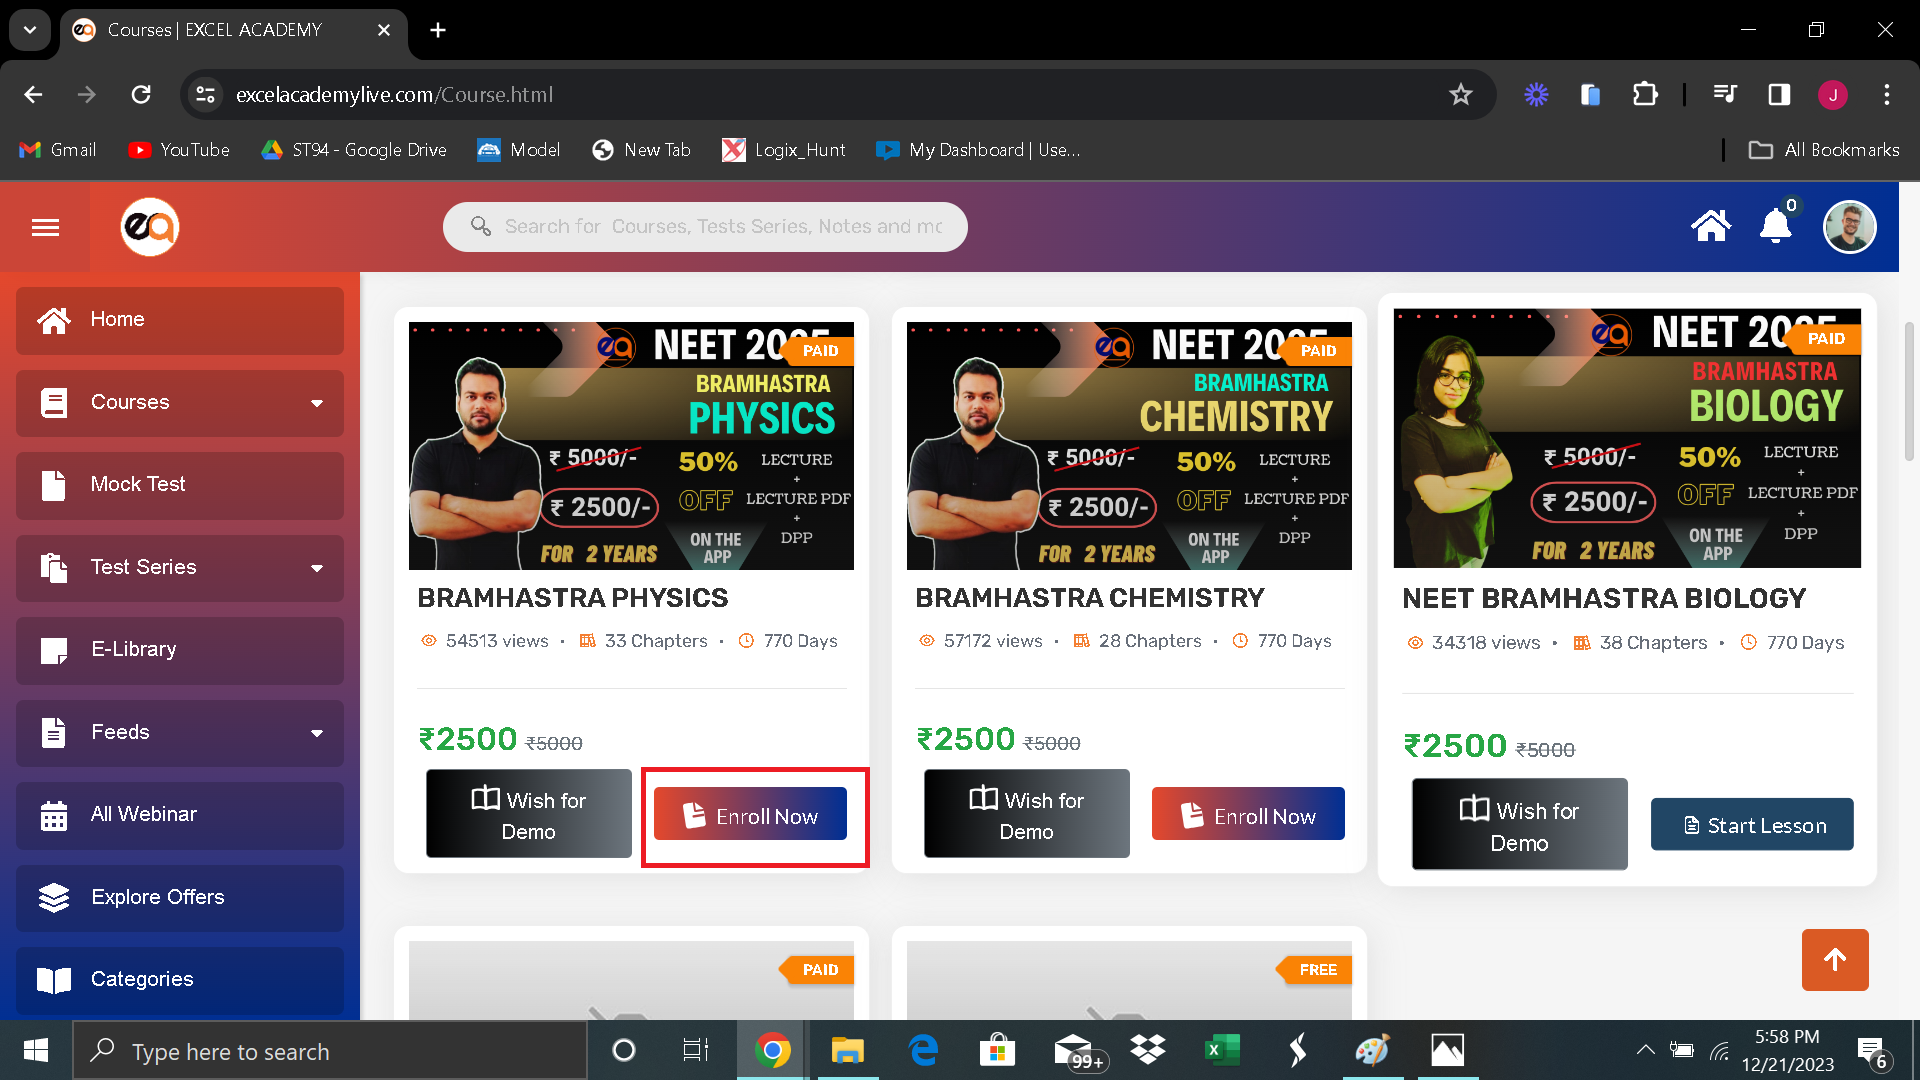 Courses | EXCEL ACADEMY
excelacademylive.com/Course.html
J
Gmail
YouTube
ST94 - Google Drive
Model
New Tab
Logix_Hunt
My Dashboard | Use...
All Bookmarks
ea
Search for Courses, Tests Series, Notes and mo
0
Home
Courses
Mock Test
Test Series
E-Library
Feeds
All Webinar
Explore Offers
Categories
ea
NEET 2025
PAID
BRAMHASTRA
PHYSICS
₹ 5000/-
50%
OFF
LECTURE
+
LECTURE PDF
+
DPP
₹ 2500/-
FOR 2 YEARS
ON THE
APP
BRAMHASTRA PHYSICS
54513 views • 33 Chapters • 770 Days
₹2500 ₹5000
Wish for
Demo
Enroll Now
ea
NEET 2025
PAID
BRAMHASTRA
CHEMISTRY
₹ 5000/-
50%
OFF
LECTURE
+
LECTURE PDF
+
DPP
₹ 2500/-
FOR 2 YEARS
ON THE
APP
BRAMHASTRA CHEMISTRY
57172 views • 28 Chapters • 770 Days
₹2500 ₹5000
Wish for
Demo
Enroll Now
ea
NEET 2025
PAID
BRAMHASTRA
BIOLOGY
₹ 5000/-
50%
OFF
LECTURE
+
LECTURE PDF
+
DPP
₹ 2500/-
FOR 2 YEARS
ON THE
APP
NEET BRAMHASTRA BIOLOGY
34318 views • 38 Chapters • 770 Days
₹2500 ₹5000
Wish for
Demo
Start Lesson
PAID
FREE
Type here to search
99+
5:58 PM
12/21/2023
6